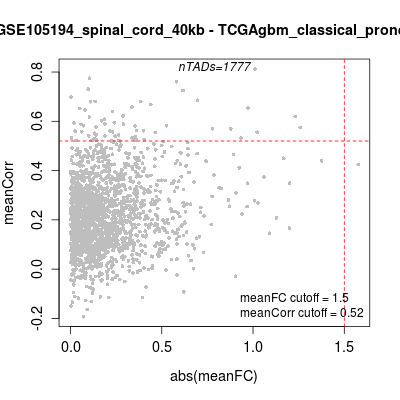 GSE105194_spinal_cord_40kb - TCGAgbm_classical_prone
nTADs=1777
meanCorr
0.8
0.6
0.4
0.2
0.0
-0.2
meanFC cutoff = 1.5
meanCorr cutoff = 0.52
0.0 0.5 1.0 1.5
abs(meanFC)